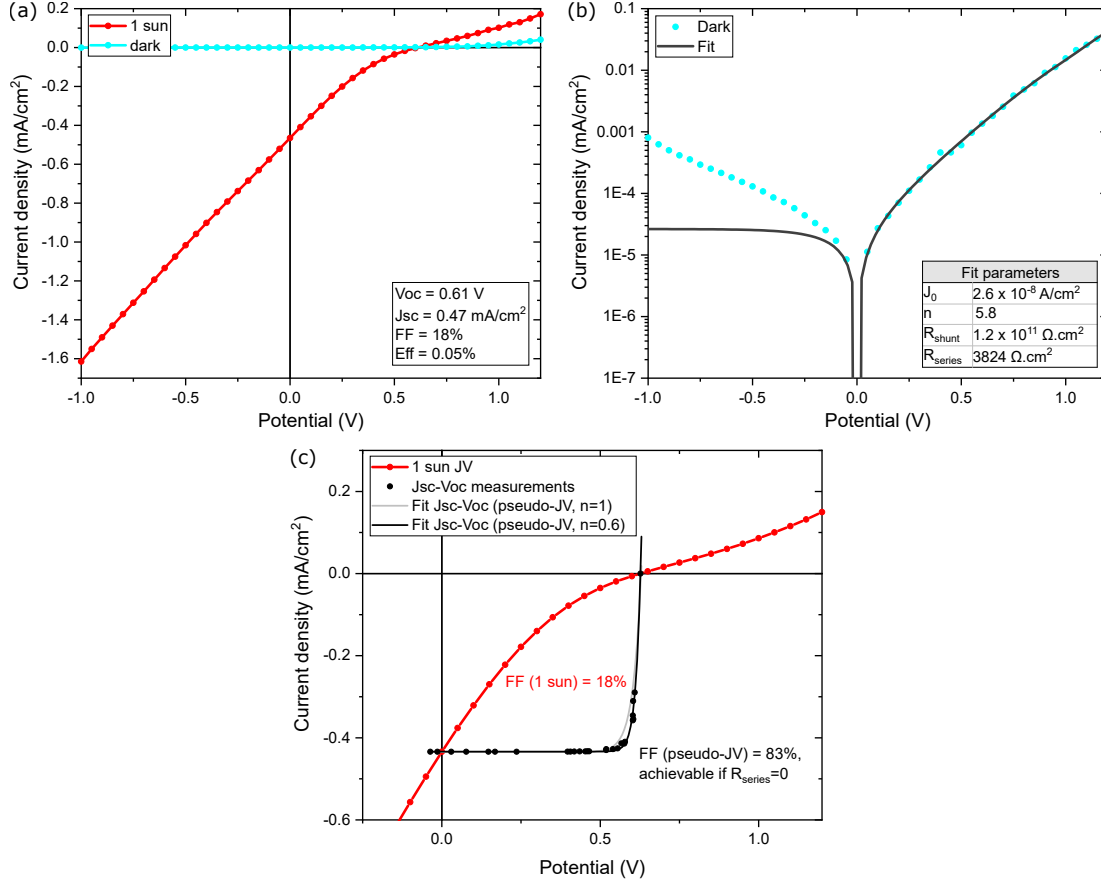 (a)
1 sun
dark
Current density (mA/cm²)
0.2
0.0
-0.2
-0.4
-0.6
-0.8
-1.0
-1.2
-1.4
-1.6
Voc = 0.61 V
Jsc = 0.47 mA/cm²
FF = 18%
Eff = 0.05%
-1.0
-0.5
0.0
0.5
1.0
Potential (V)
(b)
Dark
Fit
Current density (mA/cm²)
0.1
0.01
0.001
1E-4
1E-5
1E-6
1E-7
Fit parameters
J₀ 2.6 x 10⁻⁸ A/cm²
n 5.8
Rshunt 1.2 x 10¹¹ Ω.cm²
Rseries 3824 Ω.cm²
-1.0
-0.5
0.0
0.5
1.0
Potential (V)
(c)
1 sun JV
Jsc-Voc measurements
Fit Jsc-Voc (pseudo-JV, n=1)
Fit Jsc-Voc (pseudo-JV, n=0.6)
Current density (mA/cm²)
0.2
0.0
-0.2
-0.4
-0.6
FF (1 sun) = 18%
FF (pseudo-JV) = 83%,
achievable if Rseries=0
0.0
0.5
1.0
Potential (V)